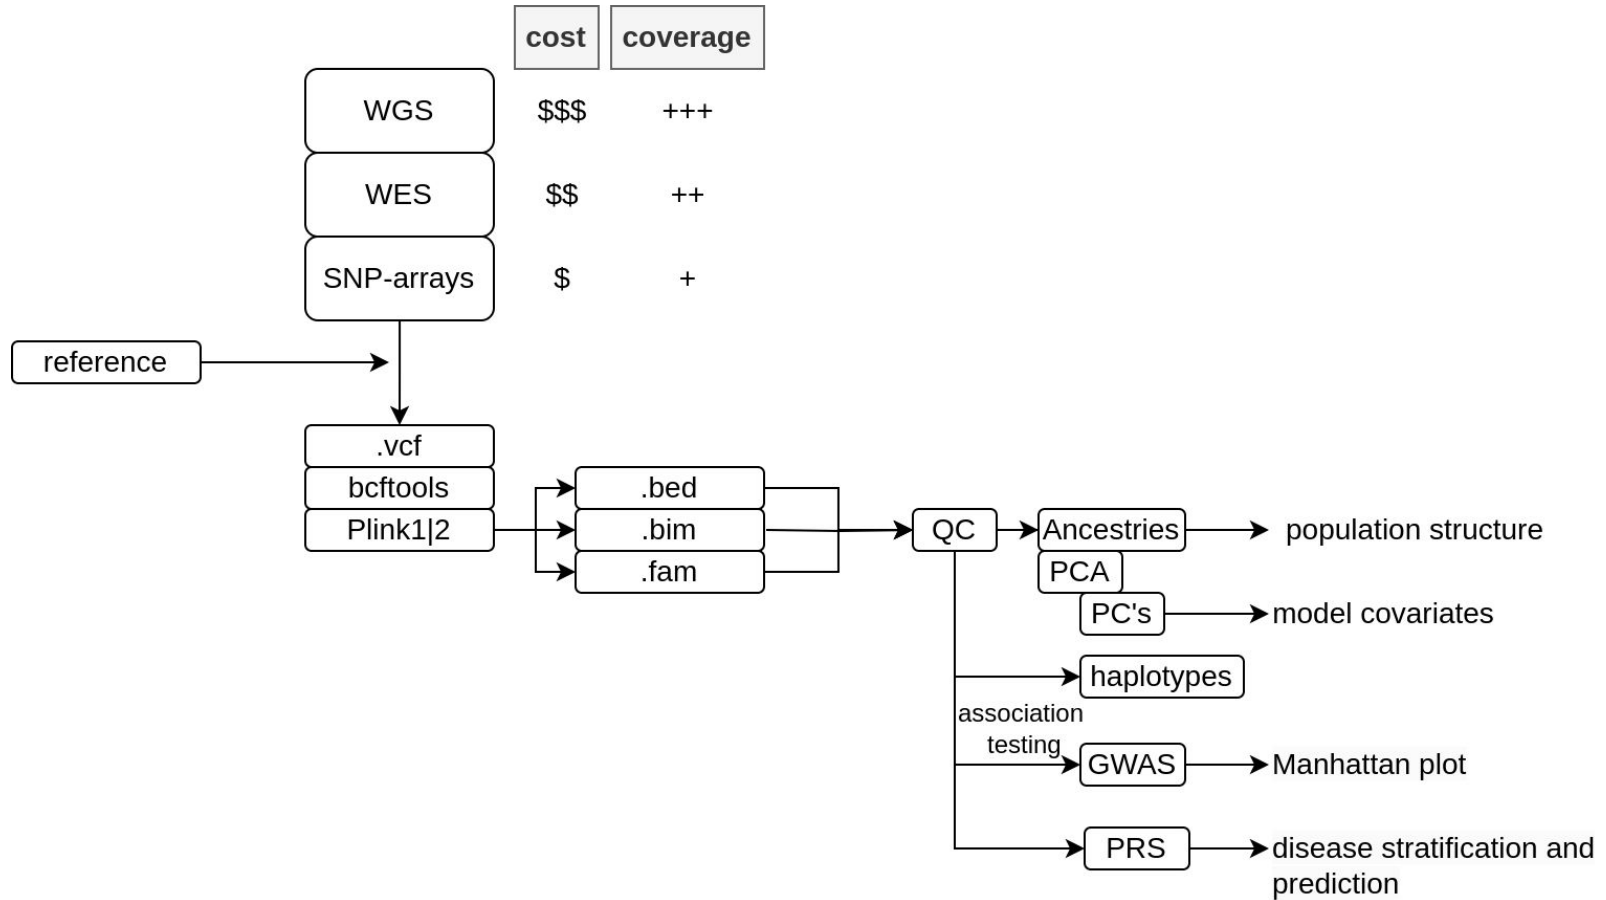 cost coverage
WGS $$$ +++
WES $$ ++
SNP-arrays $ +
reference
.vcf
bcftools
Plink1|2
.bed
.bim
.fam
QC
Ancestries
population structure
PCA
PC's
model covariates
haplotypes
association
testing
GWAS
Manhattan plot
PRS
disease stratification and
prediction